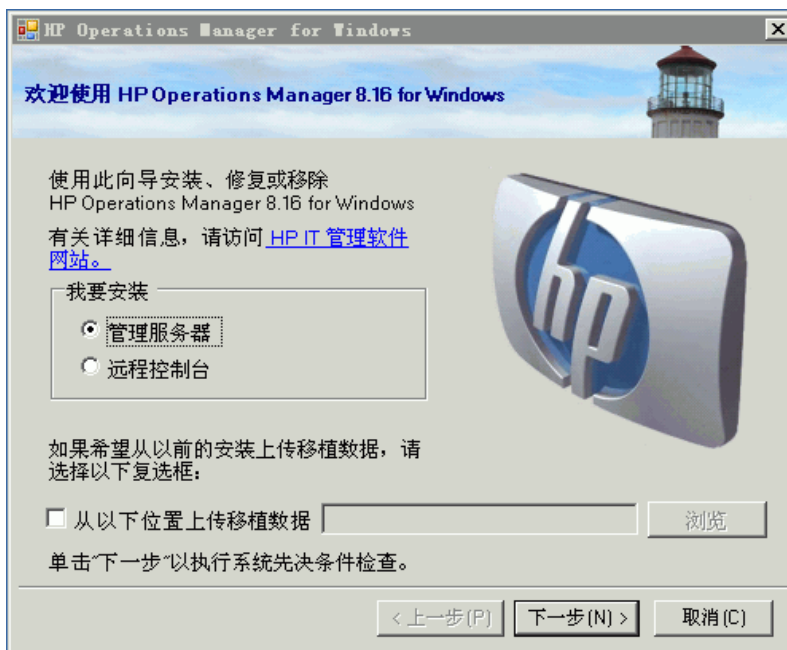 HP Operations Manager for Windows
欢迎使用 HP Operations Manager 8.16 for Windows
使用此向导安装、修复或移除
HP Operations Manager 8.16 for Windows
有关详细信息，请访问 HP IT 管理软件
网站。
hp
我要安装
管理服务器
远程控制台
如果希望从以前的安装上传移植数据，请
选择以下复选框：
从以下位置上传移植数据
浏览
单击"下一步"以执行系统先决条件检查。
< 上一步(P)
下一步(N) >
取消(C)